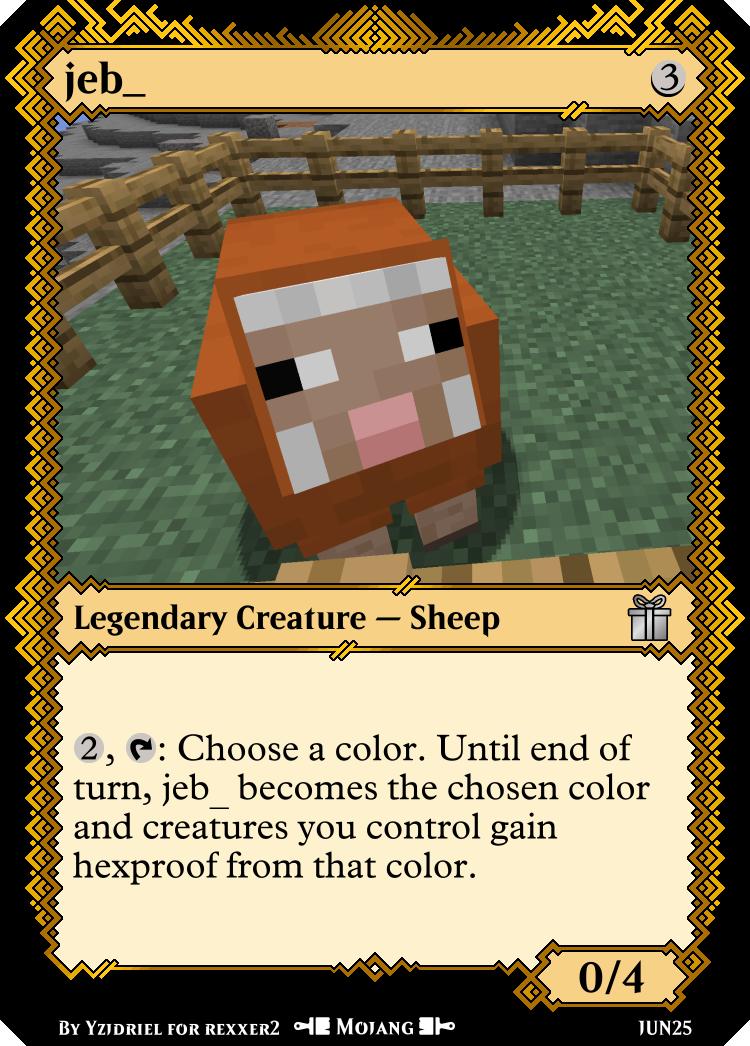 jeb_ 3
Legendary Creature — Sheep
2, : Choose a color. Until end of
turn, jeb_ becomes the chosen color
and creatures you control gain
hexproof from that color.
0/4
By Yzjdriel for rexxer2 Mojang JUN25